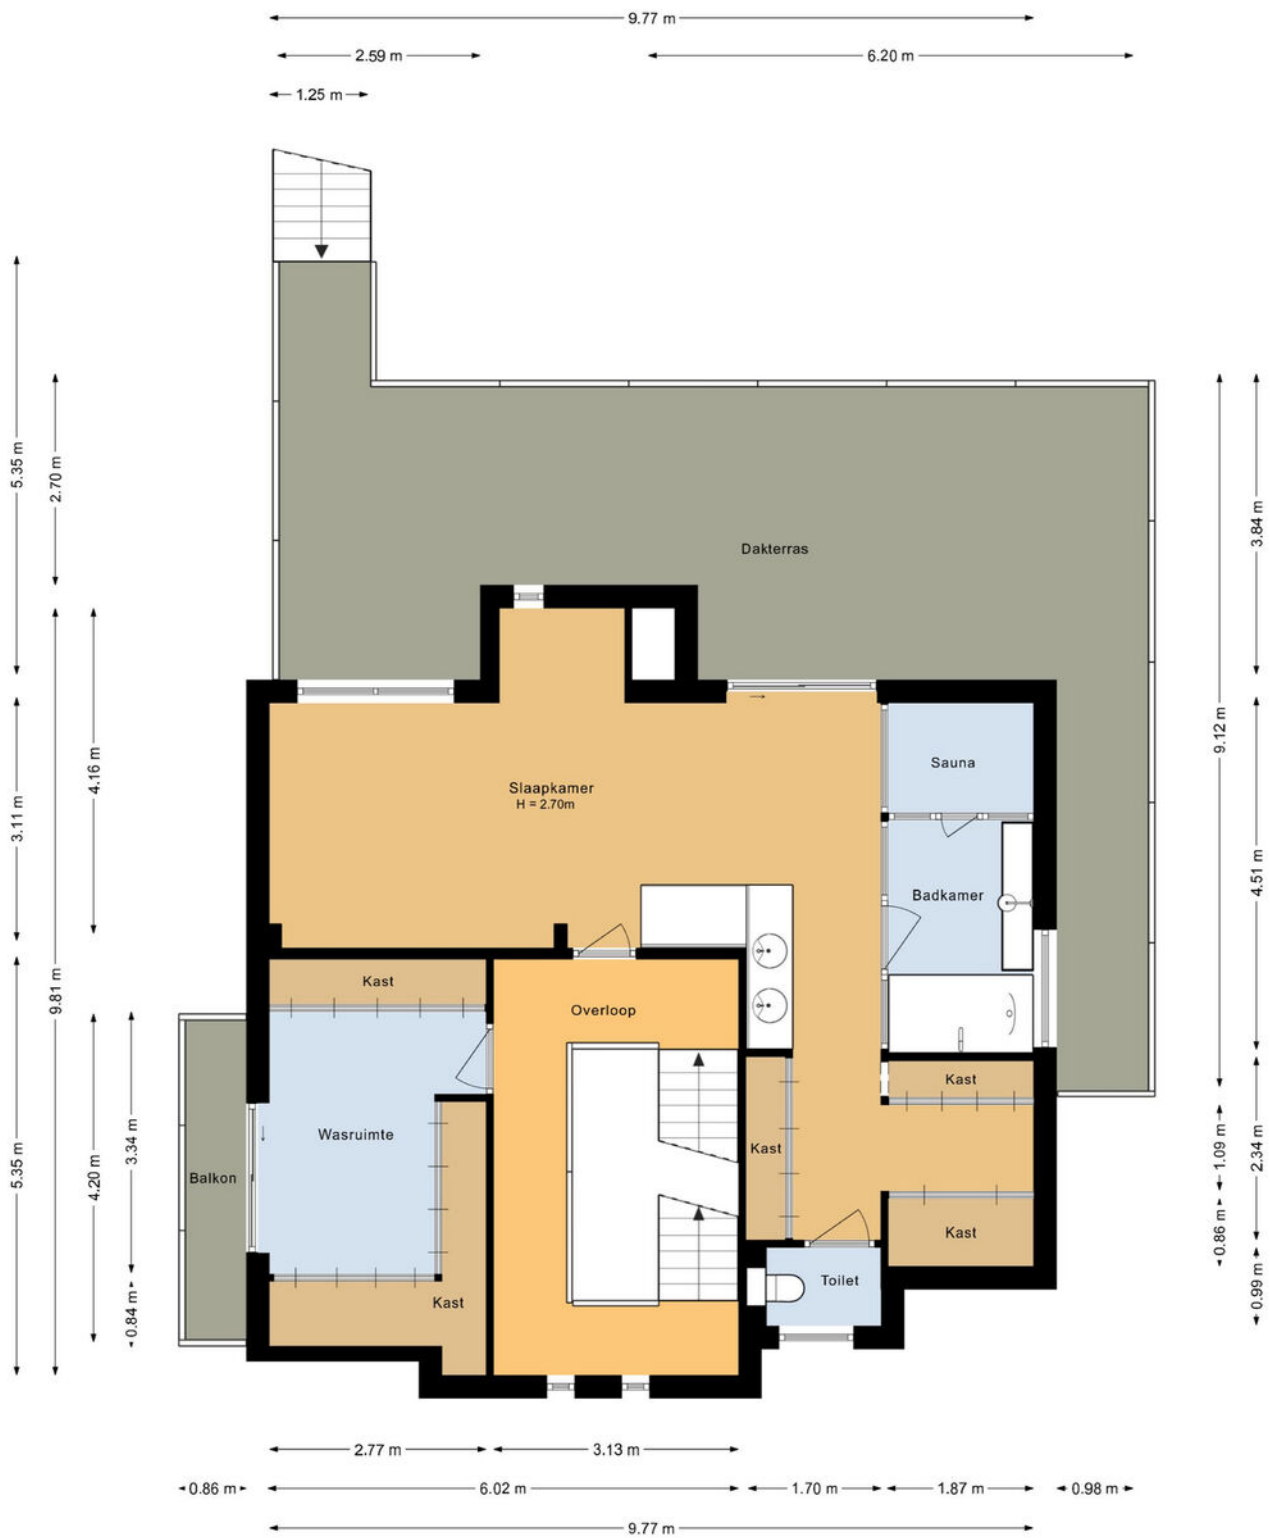 9.77 m
2.59 m
6.20 m
1.25 m
5.35 m
2.70 m
3.84 m
Dakterras
9.12 m
4.16 m
3.11 m
Slaapkamer
H = 2.70m
Sauna
4.51 m
Badkamer
Kast
Overloop
9.81 m
5.35 m
4.20 m
3.34 m
0.84 m
Wasruimte
Balkon
Kast
Kast
Kast
Kast
Toilet
1.09 m
2.34 m
0.86 m
0.99 m
2.77 m
3.13 m
0.86 m
6.02 m
1.70 m
1.87 m
0.98 m
9.77 m